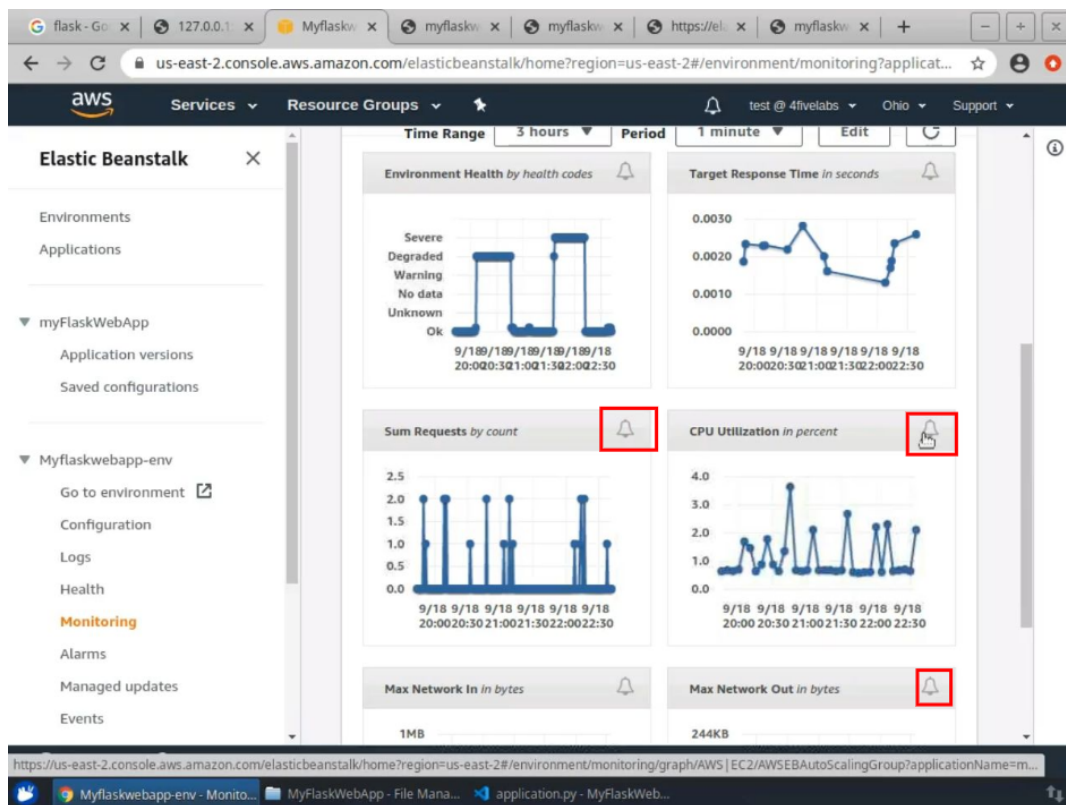 flask - Go
127.0.0.1
Myflaskw
myflaskw
myflaskw
https://ela
myflaskw
us-east-2.console.aws.amazon.com/elasticbeanstalk/home?region=us-east-2#/environment/monitoring?applicat...
aws
Services
Resource Groups
test @ 4fivelabs
Ohio
Support
Elastic Beanstalk
Environments
Applications
myFlaskWebApp
Application versions
Saved configurations
Myflaskwebapp-env
Go to environment
Configuration
Logs
Health
Monitoring
Alarms
Managed updates
Events
Time Range
3 hours
Period
1 minute
Edit
Environment Health by health codes
Severe
Degraded
Warning
No data
Unknown
Ok
9/18 9/18 9/18 9/18 9/18 9/18
20:00 20:30 21:00 21:30 22:00 22:30
Target Response Time in seconds
0.0030
0.0020
0.0010
0.0000
9/18 9/18 9/18 9/18 9/18 9/18
20:00 20:30 21:00 21:30 22:00 22:30
Sum Requests by count
2.5
2.0
1.5
1.0
0.5
0.0
9/18 9/18 9/18 9/18 9/18 9/18
20:00 20:30 21:00 21:30 22:00 22:30
CPU Utilization in percent
4.0
3.0
2.0
1.0
0.0
9/18 9/18 9/18 9/18 9/18 9/18
20:00 20:30 21:00 21:30 22:00 22:30
Max Network In in bytes
1MB
Max Network Out in bytes
244KB
https://us-east-2.console.aws.amazon.com/elasticbeanstalk/home?region=us-east-2#/environment/monitoring/graph/AWS|EC2/AWSEBAutoScalingGroup?applicationName=m...
Myflaskwebapp-env - Monito...
MyFlaskWebApp - File Mana...
application.py - MyFlaskWeb...